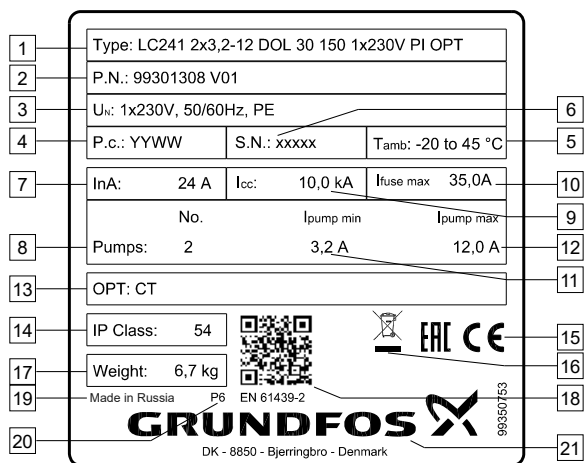 1 Type: LC241 2x3,2-12 DOL 30 150 1x230V PI OPT
2 P.N.: 99301308 V01
3 UN: 1x230V, 50/60Hz, PE 6
4 P.c.: YYWW S.N.: xxxxx Tamb: -20 to 45 °C 5
7 InA: 24 A Icc: 10,0 kA Ifuse max 35,0A 10
9
No. Ipump min Ipump max
8 Pumps: 2 3,2 A 12,0 A 12
11
13 OPT: CT
14 IP Class: 54 EAC CE 15
16
17 Weight: 6,7 kg
18
19 Made in Russia P6 EN 61439-2
99350753
20 GRUNDFOS
DK - 8850 - Bjerringbro - Denmark 21